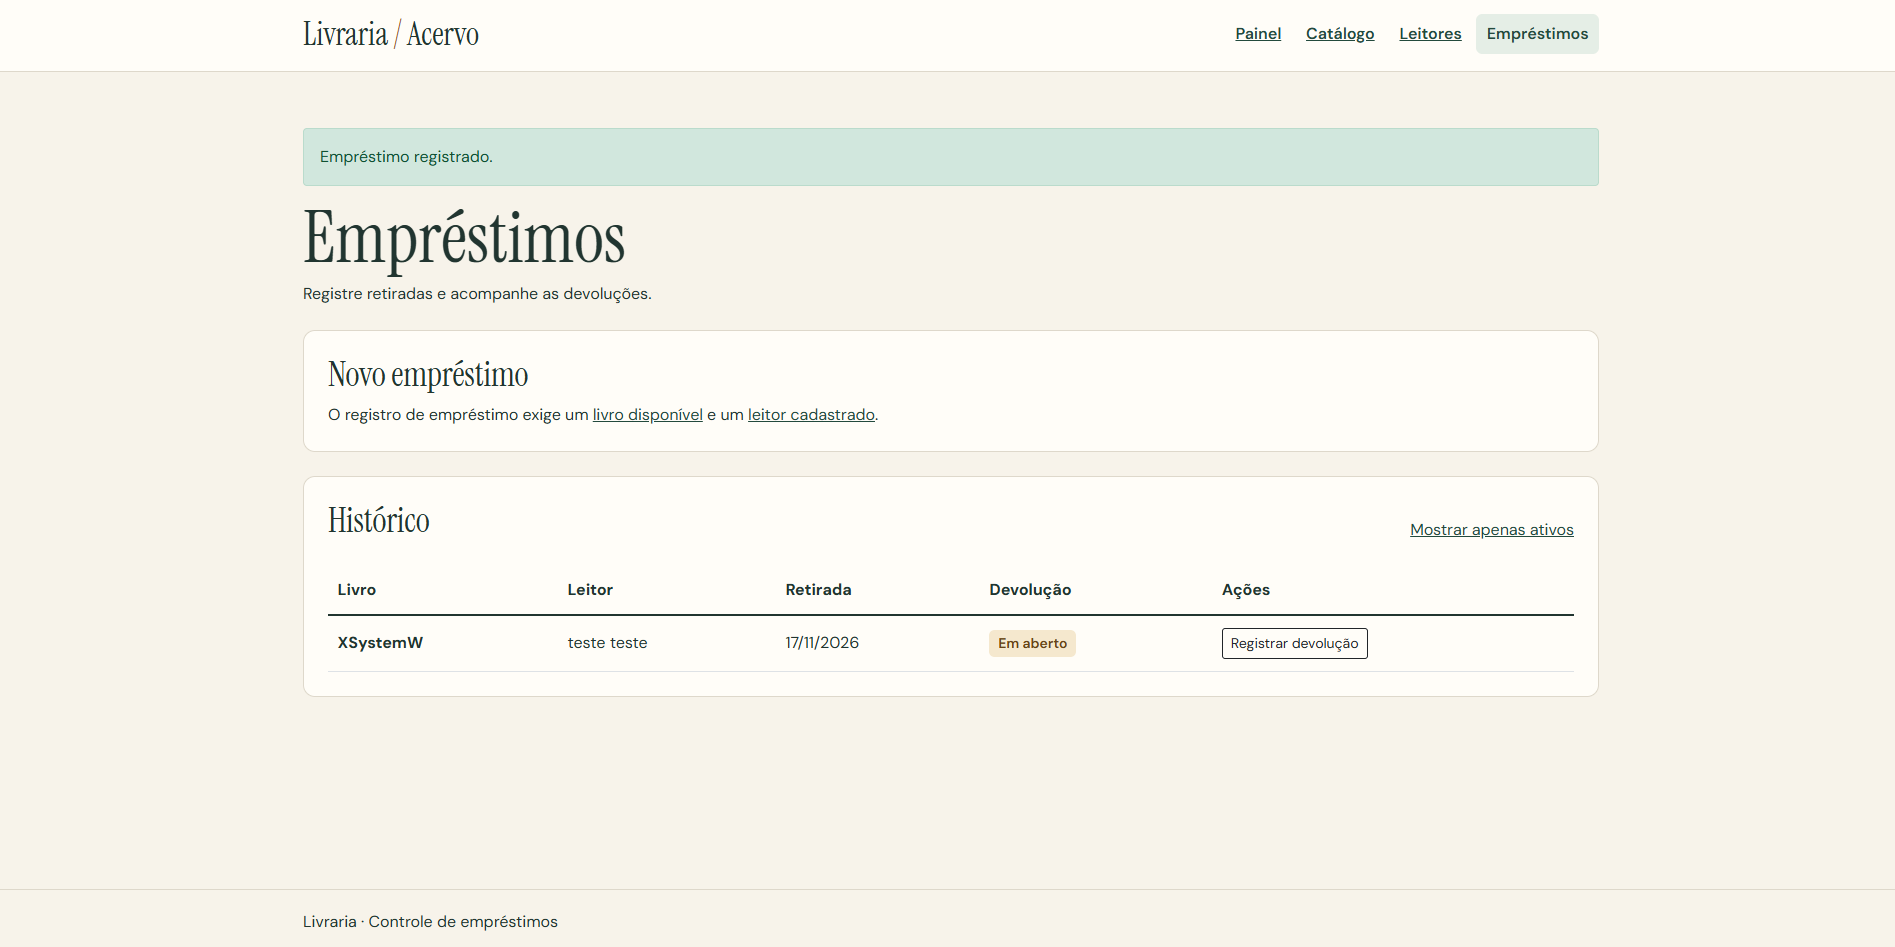 Livraria / Acervo
Painel Catálogo Leitores Empréstimos
Empréstimo registrado.
Empréstimos
Registre retiradas e acompanhe as devoluções.
Novo empréstimo
O registro de empréstimo exige um livro disponível e um leitor cadastrado.
Histórico
Mostrar apenas ativos
Livro Leitor Retirada Devolução Ações
XSystemW teste teste 17/11/2026 Em aberto Registrar devolução
Livraria · Controle de empréstimos